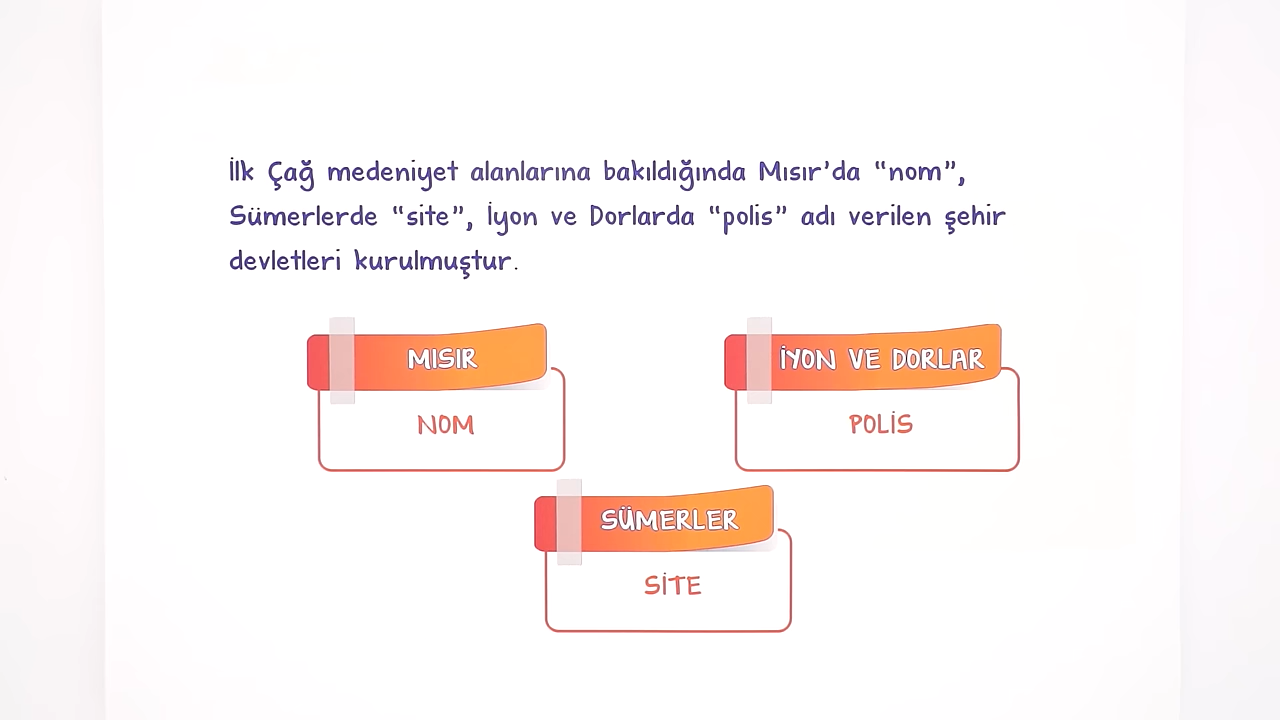 İlk Çağ medeniyet alanlarına bakıldığında Mısır'da "nom",
Sümerlerde "site", İyon ve Dorlarda "polis" adı verilen şehir
devletleri kurulmuştur.
MISIR
NOM
İYON VE DORLAR
POLİS
SÜMERLER
SİTE